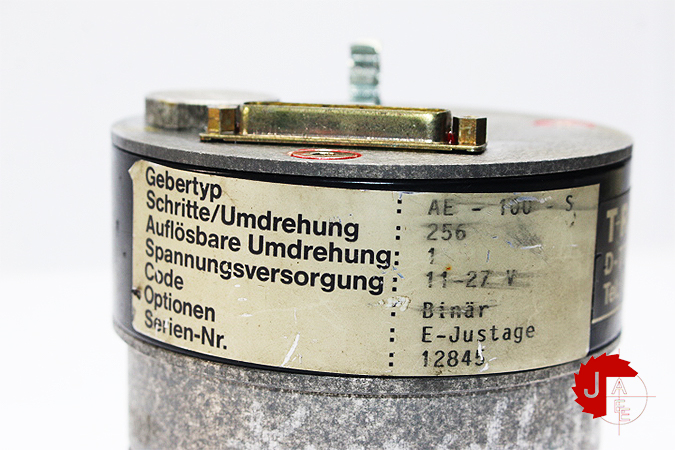 Gebertyp : AE - 100 - S
Schritte/Umdrehung : 256
Auflösbare Umdrehung: 1
Spannungsversorgung : 11-27 V
Code : Binär
Optionen : E-Justage
Serien-Nr. : 12845
J
A
E